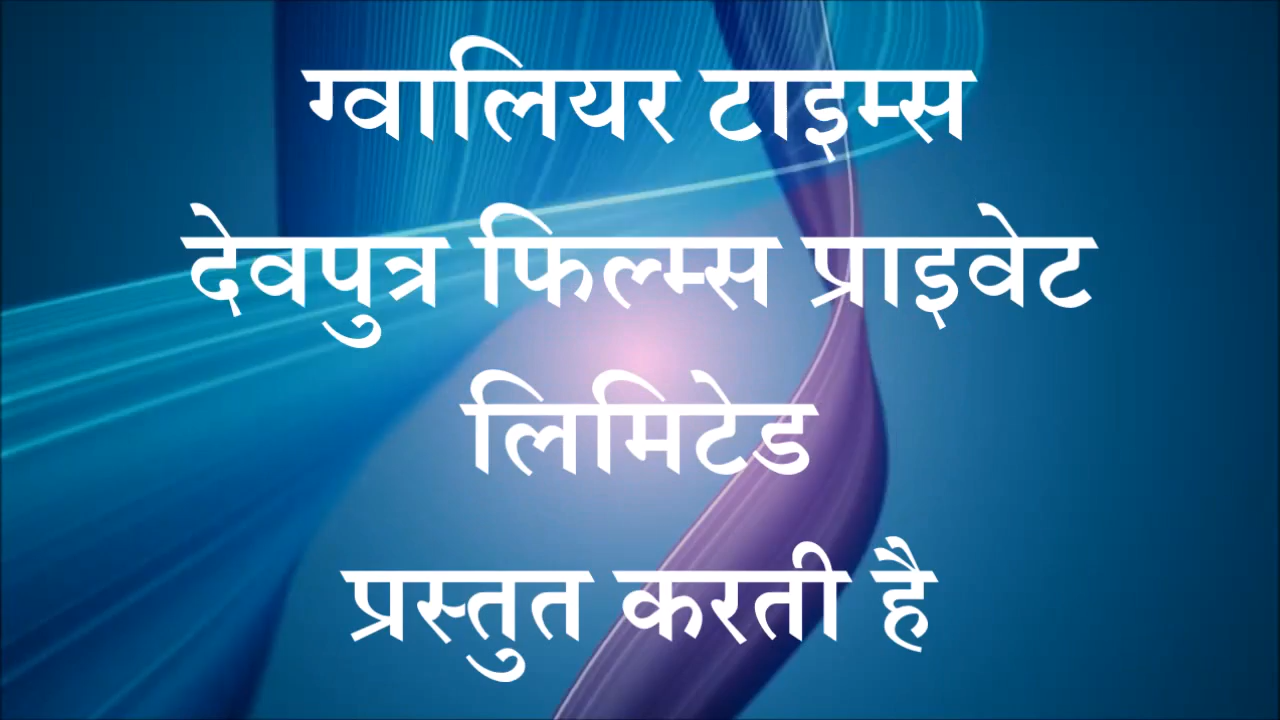 ग्वालियर टाइम्स
देवपुत्र फिल्म्स प्राइवेट
लिमिटेड
प्रस्तुत करती है